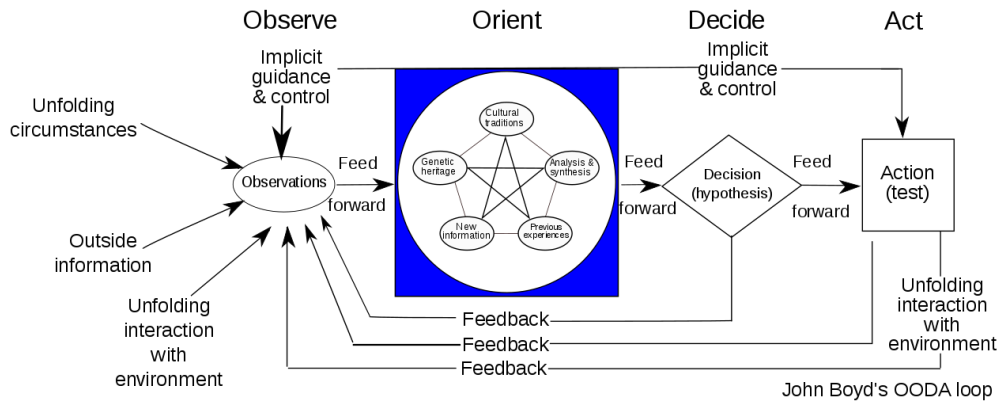 Observe
Orient
Decide
Act
Implicit
guidance
& control
Implicit
guidance
& control
Unfolding
circumstances
Observations
Outside
information
Unfolding
interaction
with
environment
Feed
forward
Cultural
traditions
Genetic
heritage
Analysis &
synthesis
New
information
Previous
experiences
Feed
forward
Decision
(hypothesis)
Feed
forward
Action
(test)
Unfolding
interaction
with
environment
Feedback
Feedback
Feedback
John Boyd's OODA loop